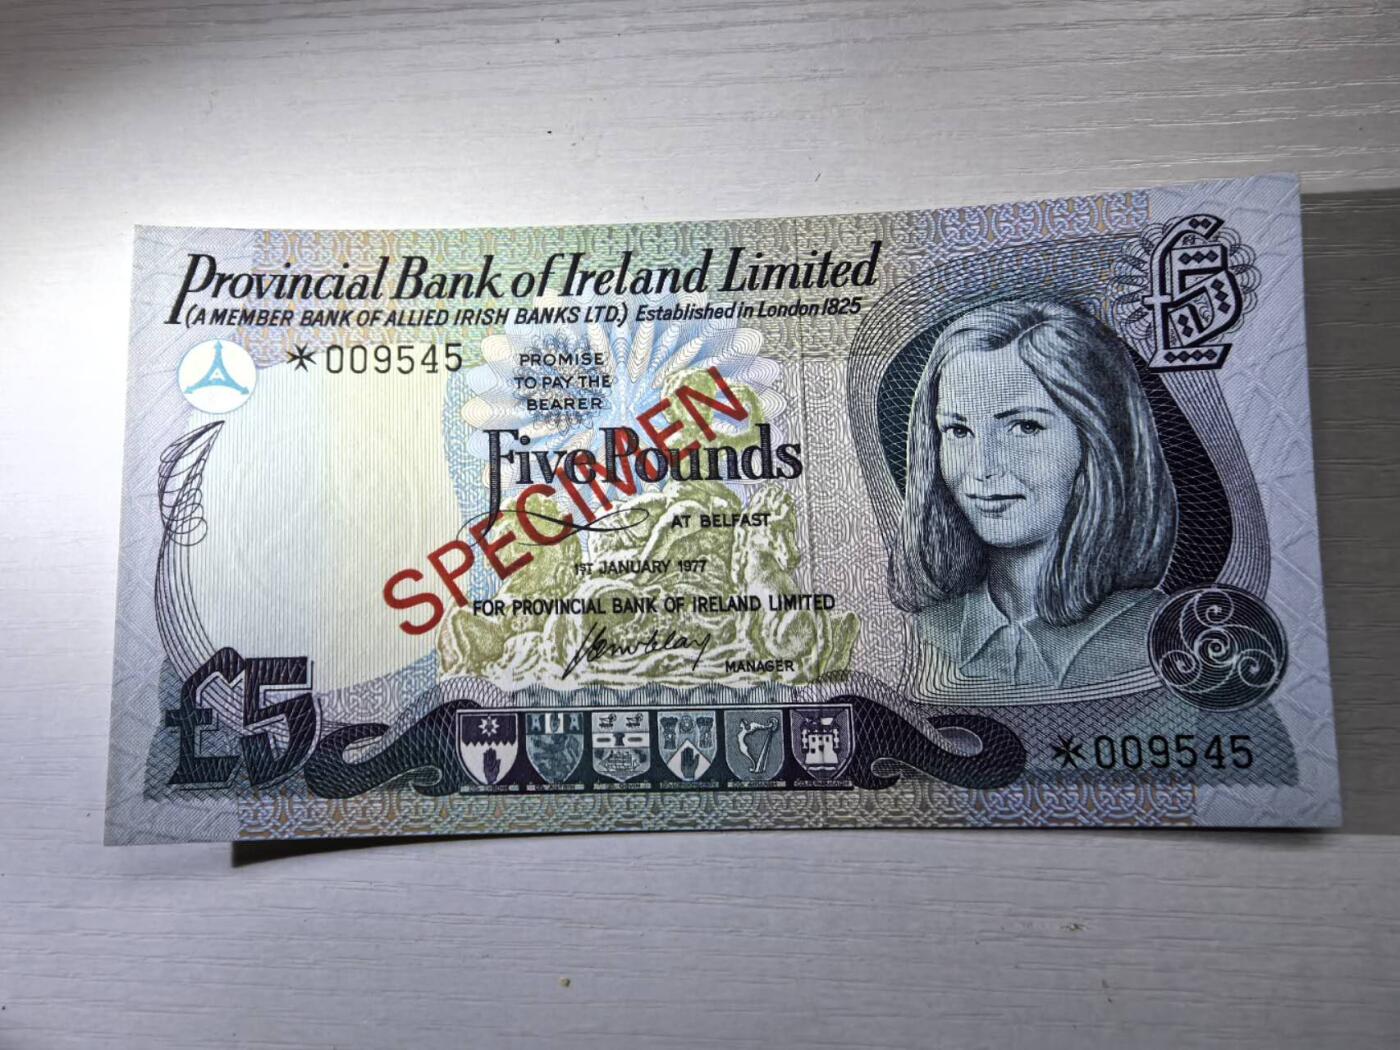 Provincial Bank of Ireland Limited
(A MEMBER BANK OF ALLIED IRISH BANKS LTD.) Established in London 1825
£5
*009545
PROMISE
TO PAY THE
BEARER
Five Pounds
SPECIMEN
AT BELFAST
1ST JANUARY 1977
FOR PROVINCIAL BANK OF IRELAND LIMITED
MANAGER
£5
*009545